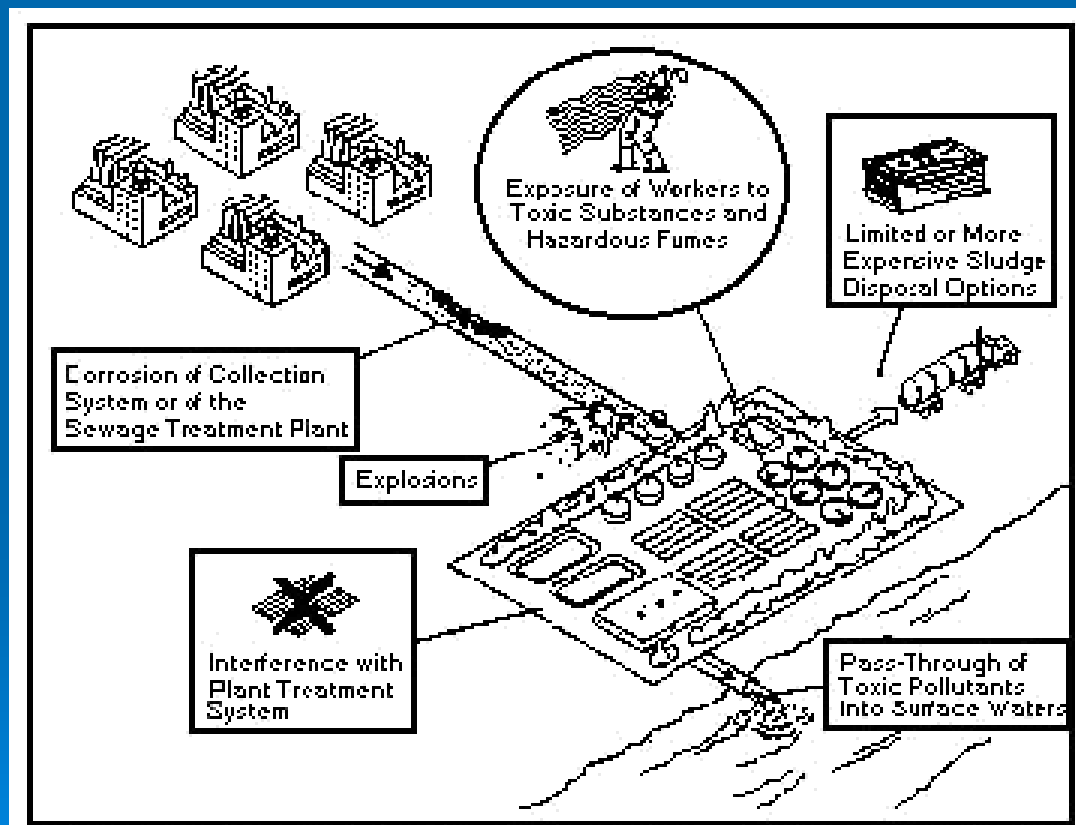 Exposure of Workers to
Toxic Substances and
Hazardous Fumes
Limited or More
Expensive Sludge
Disposal Options
Corrosion of Collection
System or of the
Sewage Treatment Plant
Explosions
Interference with
Plant Treatment
System
Pass-Through of
Toxic Pollutants
Into Surface Waters